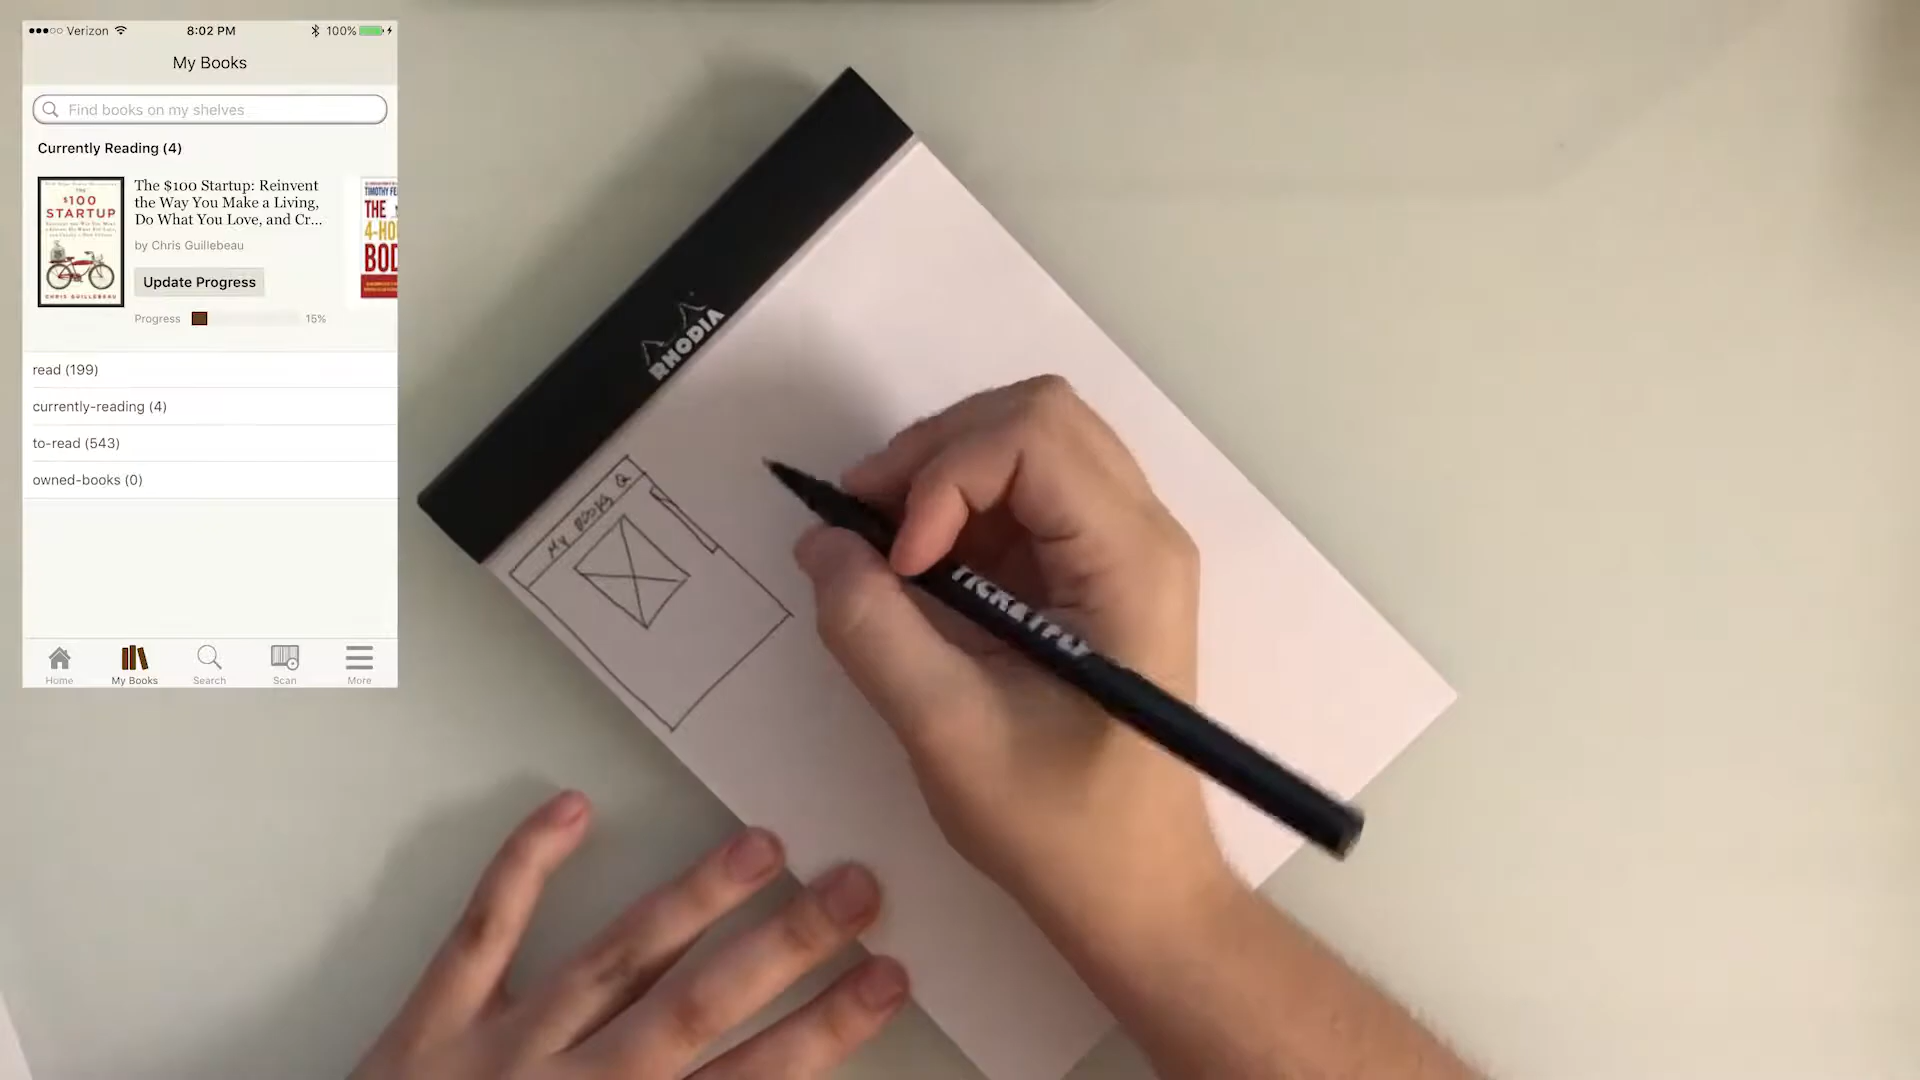 Verizon 8:02 PM 100%
My Books
Find books on my shelves
Currently Reading (4)
THE
$100
STARTUP
CHRIS GUILLEBEAU
The $100 Startup: Reinvent
the Way You Make a Living,
Do What You Love, and Cr...
by Chris Guillebeau
Update Progress
Progress 15%
TIMOTHY FE
THE
4-HO
BOD
read (199)
currently-reading (4)
to-read (543)
owned-books (0)
Home My Books Search Scan More
RHODIA
My Books